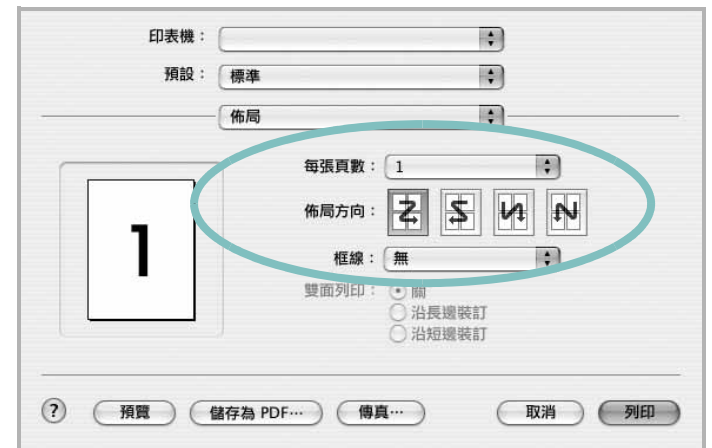 印表機：
預設： 標準
佈局
每張頁數： 1
佈局方向：
框線： 無
雙面列印： 關
沿長邊裝訂
沿短邊裝訂
1
? 預覽 儲存為 PDF… 傳真… 取消 列印